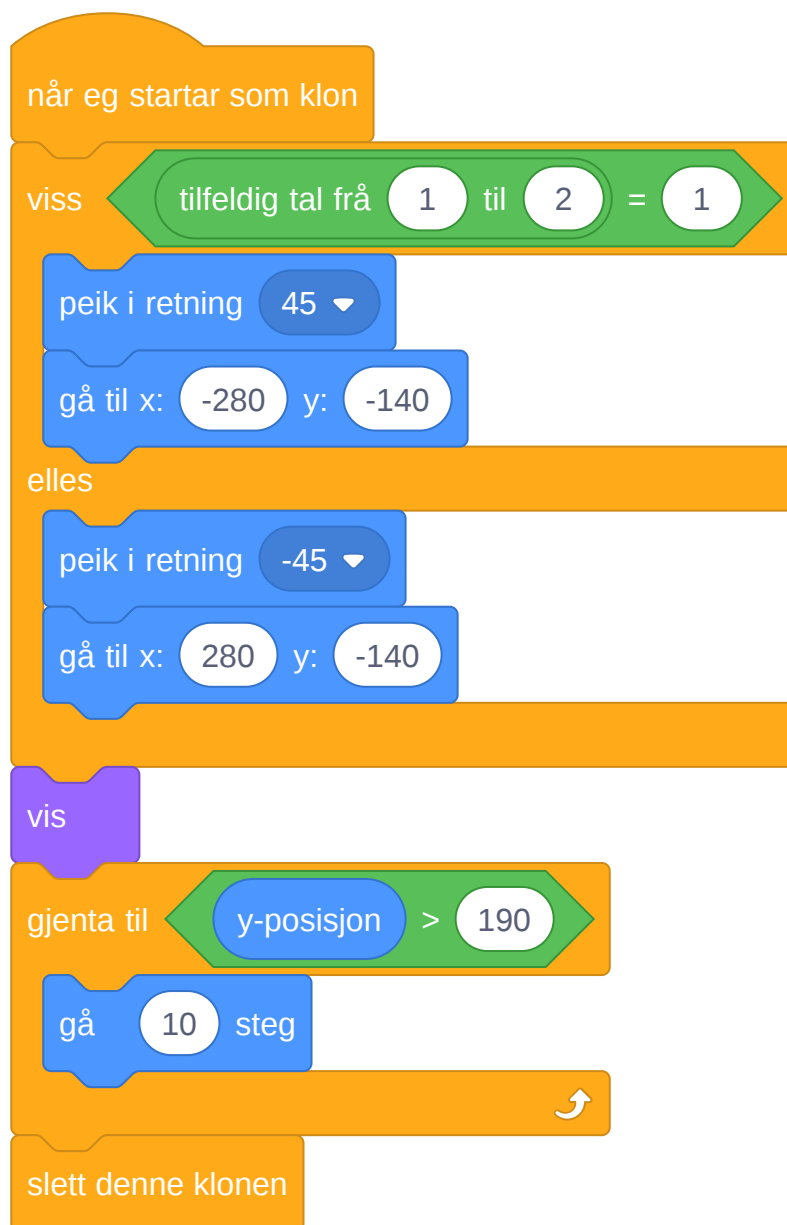 når eg startar som klon
viss tilfeldig tal frå 1 til 2 = 1
peik i retning 45
gå til x: -280 y: -140
elles
peik i retning -45
gå til x: 280 y: -140
vis
gjenta til y-posisjon > 190
gå 10 steg
slett denne klonen